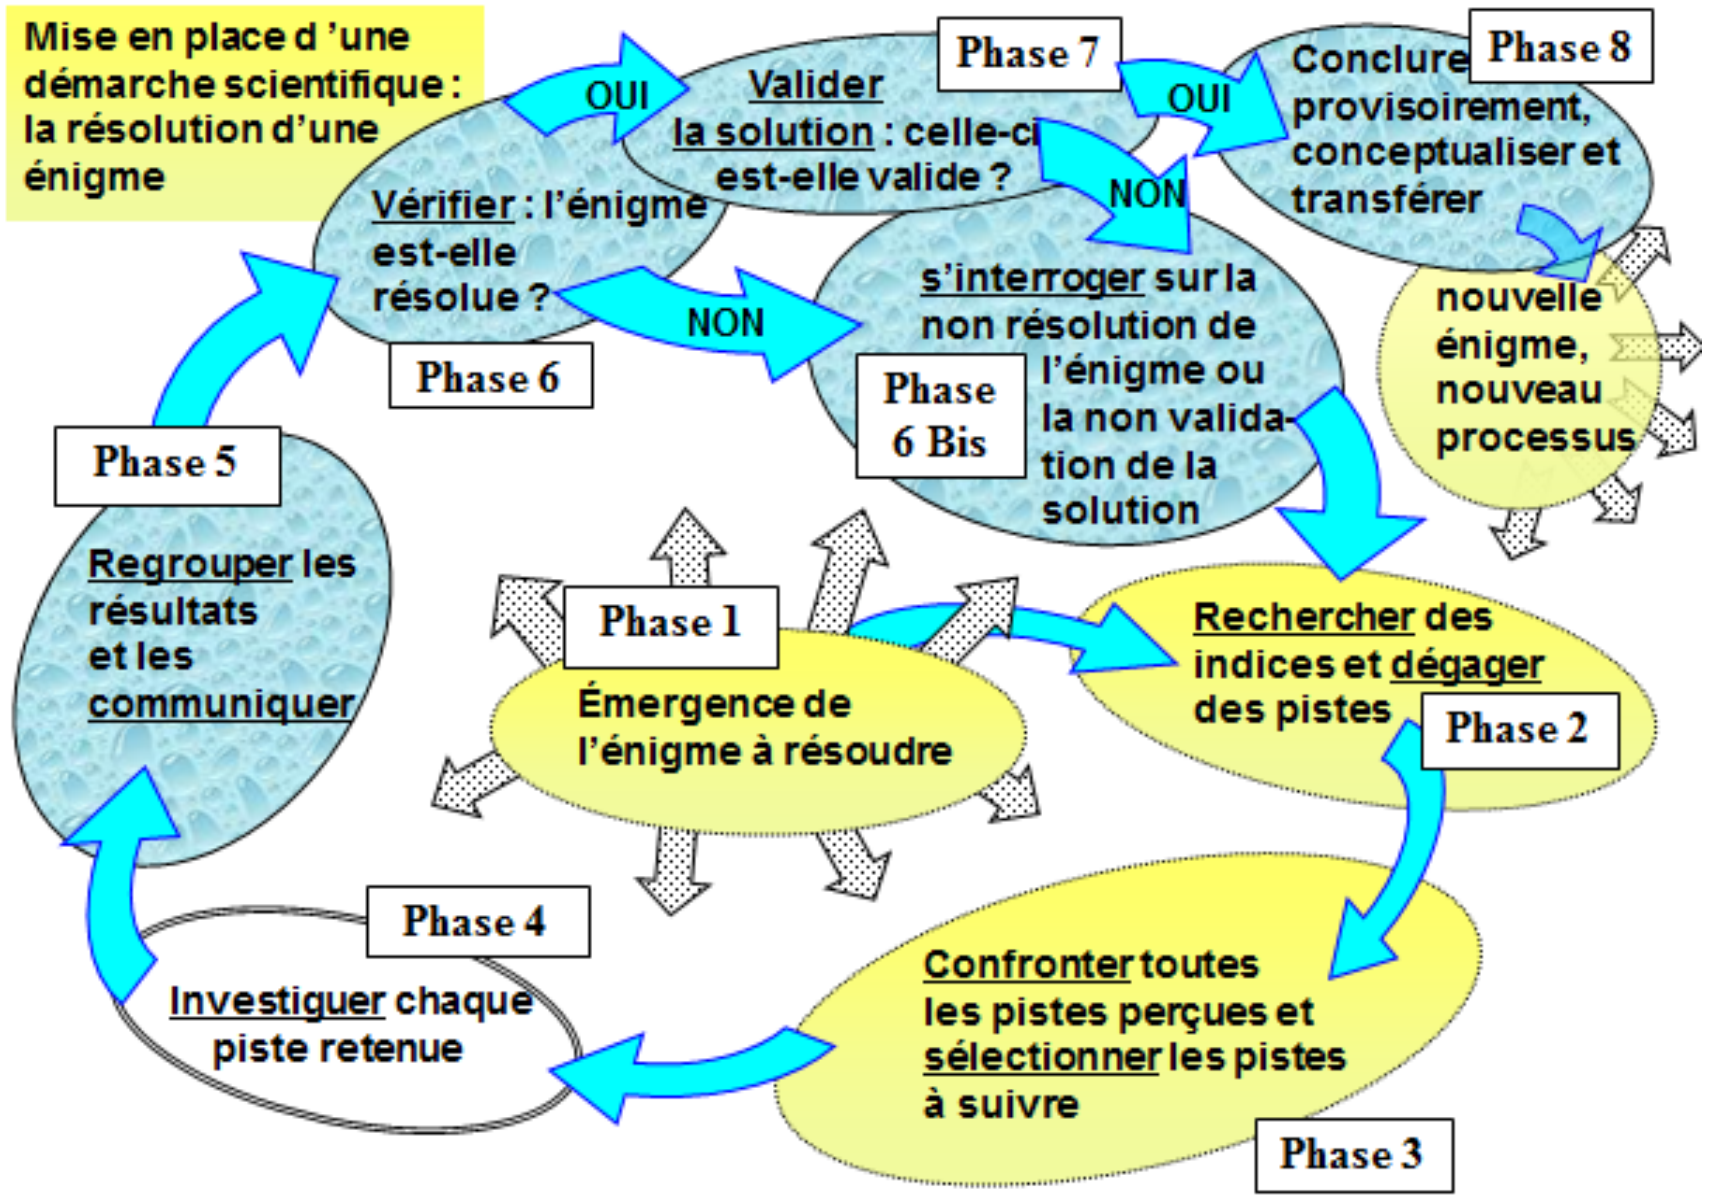 Mise en place d ’une
démarche scientifique :
la résolution d’une
énigme
Phase 1
Émergence de
l’énigme à résoudre
Rechercher des
indices et dégager
des pistes
Phase 2
Confronter toutes
les pistes perçues et
sélectionner les pistes
à suivre
Phase 3
Phase 4
Investiguer chaque
piste retenue
Phase 5
Regrouper les
résultats
et les
communiquer
Vérifier : l’énigme
est-elle
résolue ?
Phase 6
OUI
NON
Phase 7
Valider
la solution : celle-ci
est-elle valide ?
OUI
NON
s’interroger sur la
non résolution de
l’énigme ou
la non valida-
tion de la
solution
Phase
6 Bis
Phase 8
Conclure
provisoirement,
conceptualiser et
transférer
nouvelle
énigme,
nouveau
processus